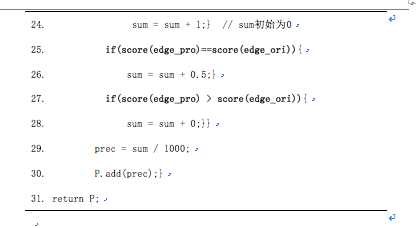 24. sum = sum + 1;} // sum初始为0
25. if(score(edge_pro)==score(edge_ori)){
26. sum = sum + 0.5;}
27. if(score(edge_pro) > score(edge_ori)){
28. sum = sum + 0;}}
29. prec = sum / 1000;
30. P.add(prec);}
31. return P;